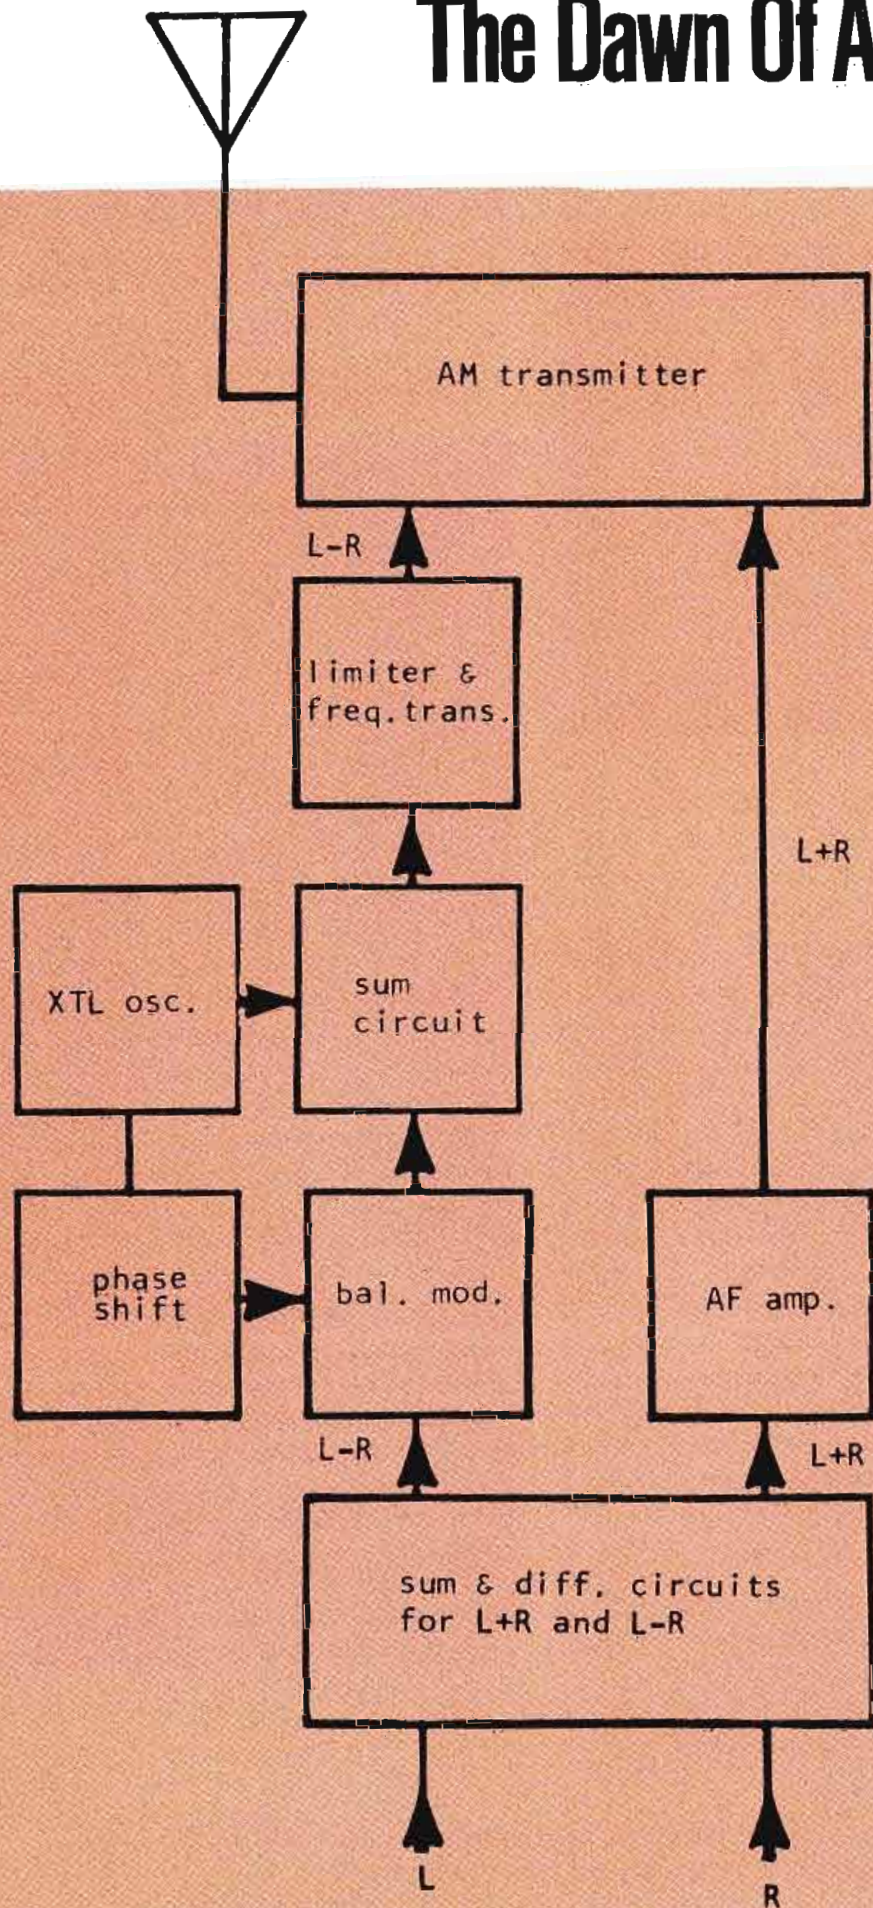 The Dawn Of A
AM transmitter
L-R
limiter &
freq.trans.
L+R
XTL osc.
sum
circuit
phase
shift
bal. mod.
AF amp.
L-R
L+R
sum & diff. circuits
for L+R and L-R
L
R